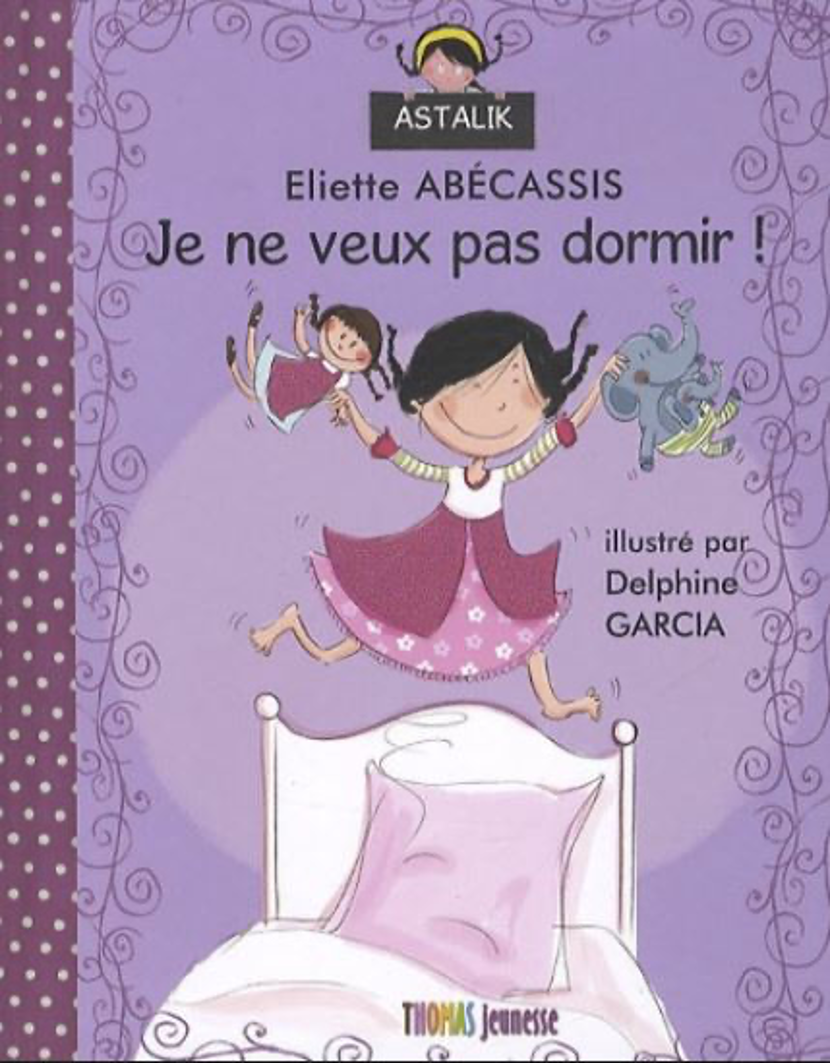 ASTALIK
Eliette ABÉCASSIS
Je ne veux pas dormir !
illustré par
Delphine
GARCIA
THOMAS jeunesse